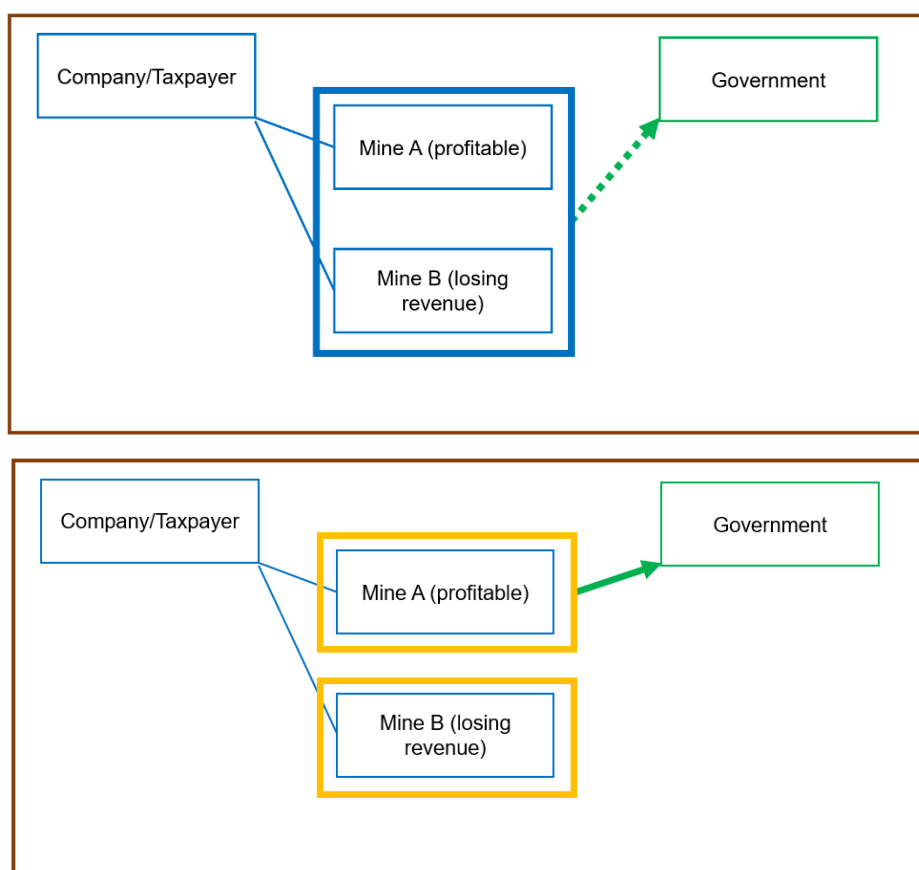 Company/Taxpayer
Government
Mine A (profitable)
Mine B (losing
revenue)
Company/Taxpayer
Government
Mine A (profitable)
Mine B (losing
revenue)